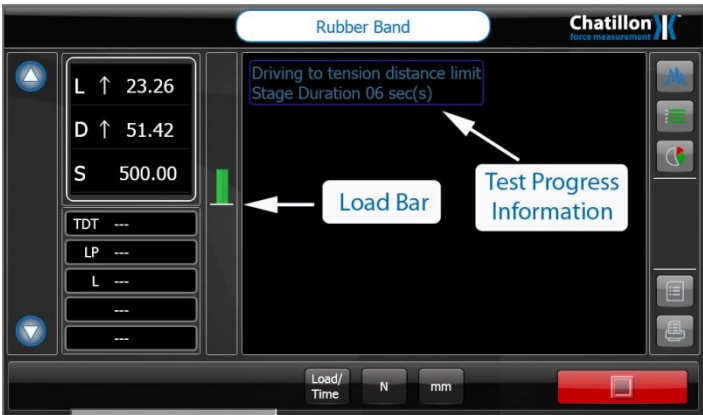 Rubber Band
Chatillon
force measurement
L ↑ 23.26
D ↑ 51.42
S 500.00
TDT ---
LP ---
L ---
---
---
Driving to tension distance limit
Stage Duration 06 sec(s)
Load Bar
Test Progress
Information
Load/
Time
N
mm